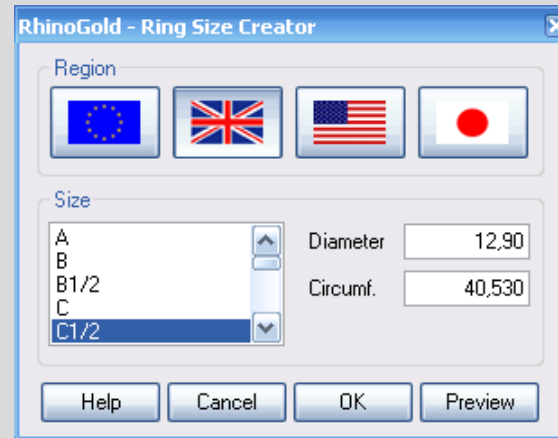 RhinoGold - Ring Size Creator
Region
Size
A
B
B1/2
C
C1/2
Diameter 12,90
Circumf. 40,530
Help Cancel OK Preview